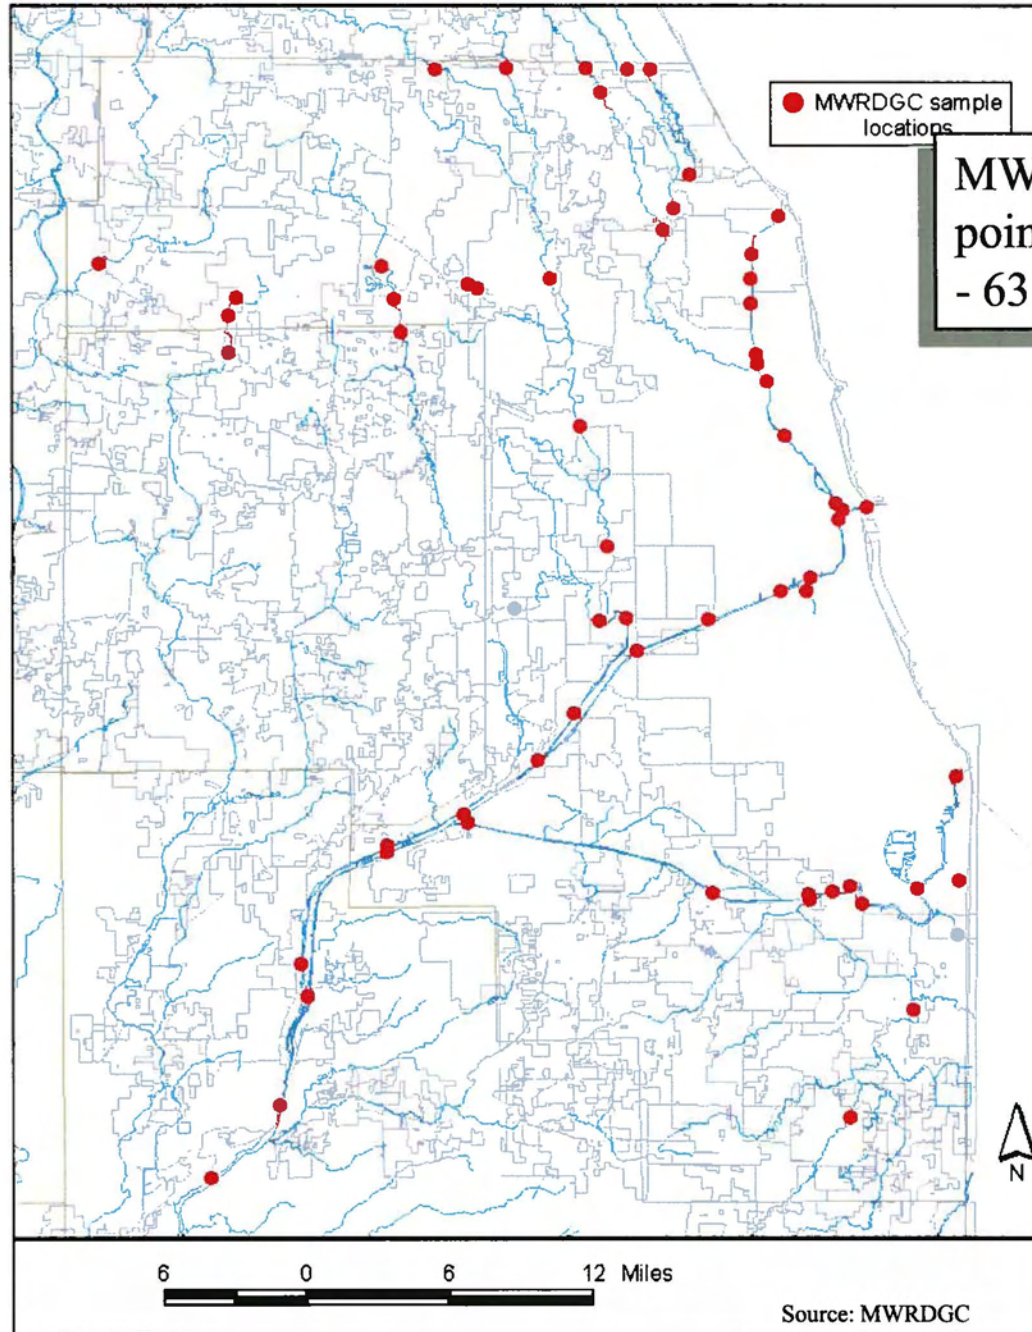 MWRDGC sample
locations
MW
poin
- 63
N
6 0 6 12 Miles
Source: MWRDGC